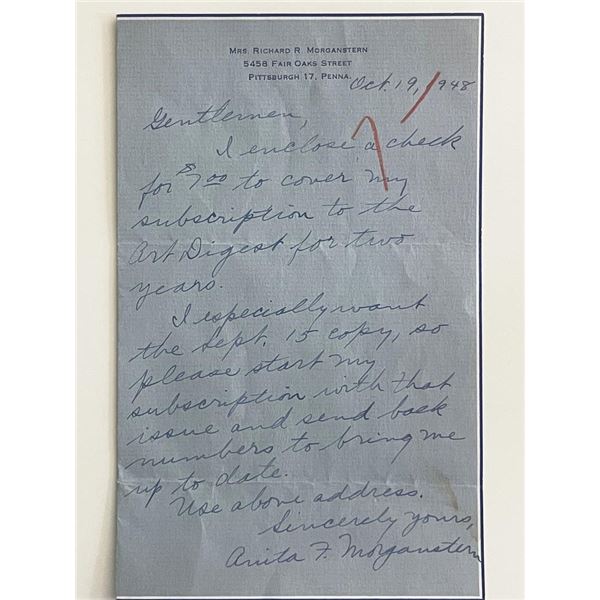 Mrs. Richard R. Morganstern
5458 Fair Oaks Street
Pittsburgh 17, Penna.
Oct. 19, 1948
Gentlemen,
I enclose a check
for $7.00 to cover my
subscription to the
Art Digest for two
years.
I especially want
the Sept. 15 copy, so
please start my
subscription with that
issue and send back
numbers to bring me
up to date.
Use above address.
Sincerely yours,
Anita F. Morganstern